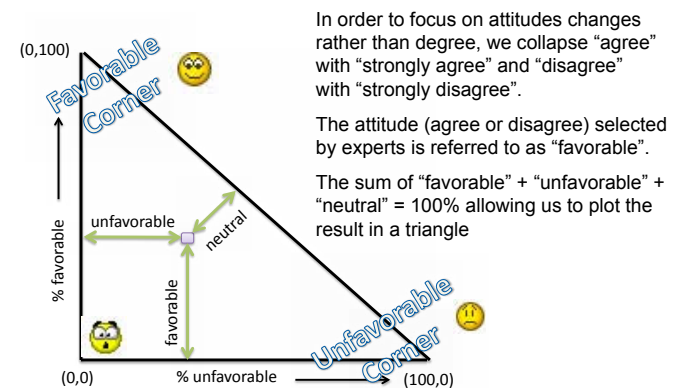 In order to focus on attitudes changes
rather than degree, we collapse “agree”
with “strongly agree” and “disagree”
with “strongly disagree”.
The attitude (agree or disagree) selected
by experts is referred to as “favorable”.
The sum of “favorable” + “unfavorable” +
“neutral” = 100% allowing us to plot the
result in a triangle
(0,100)
Favorable
Corner
% favorable
unfavorable
neutral
favorable
Unfavorable
Corner
(0,0)
% unfavorable
(100,0)